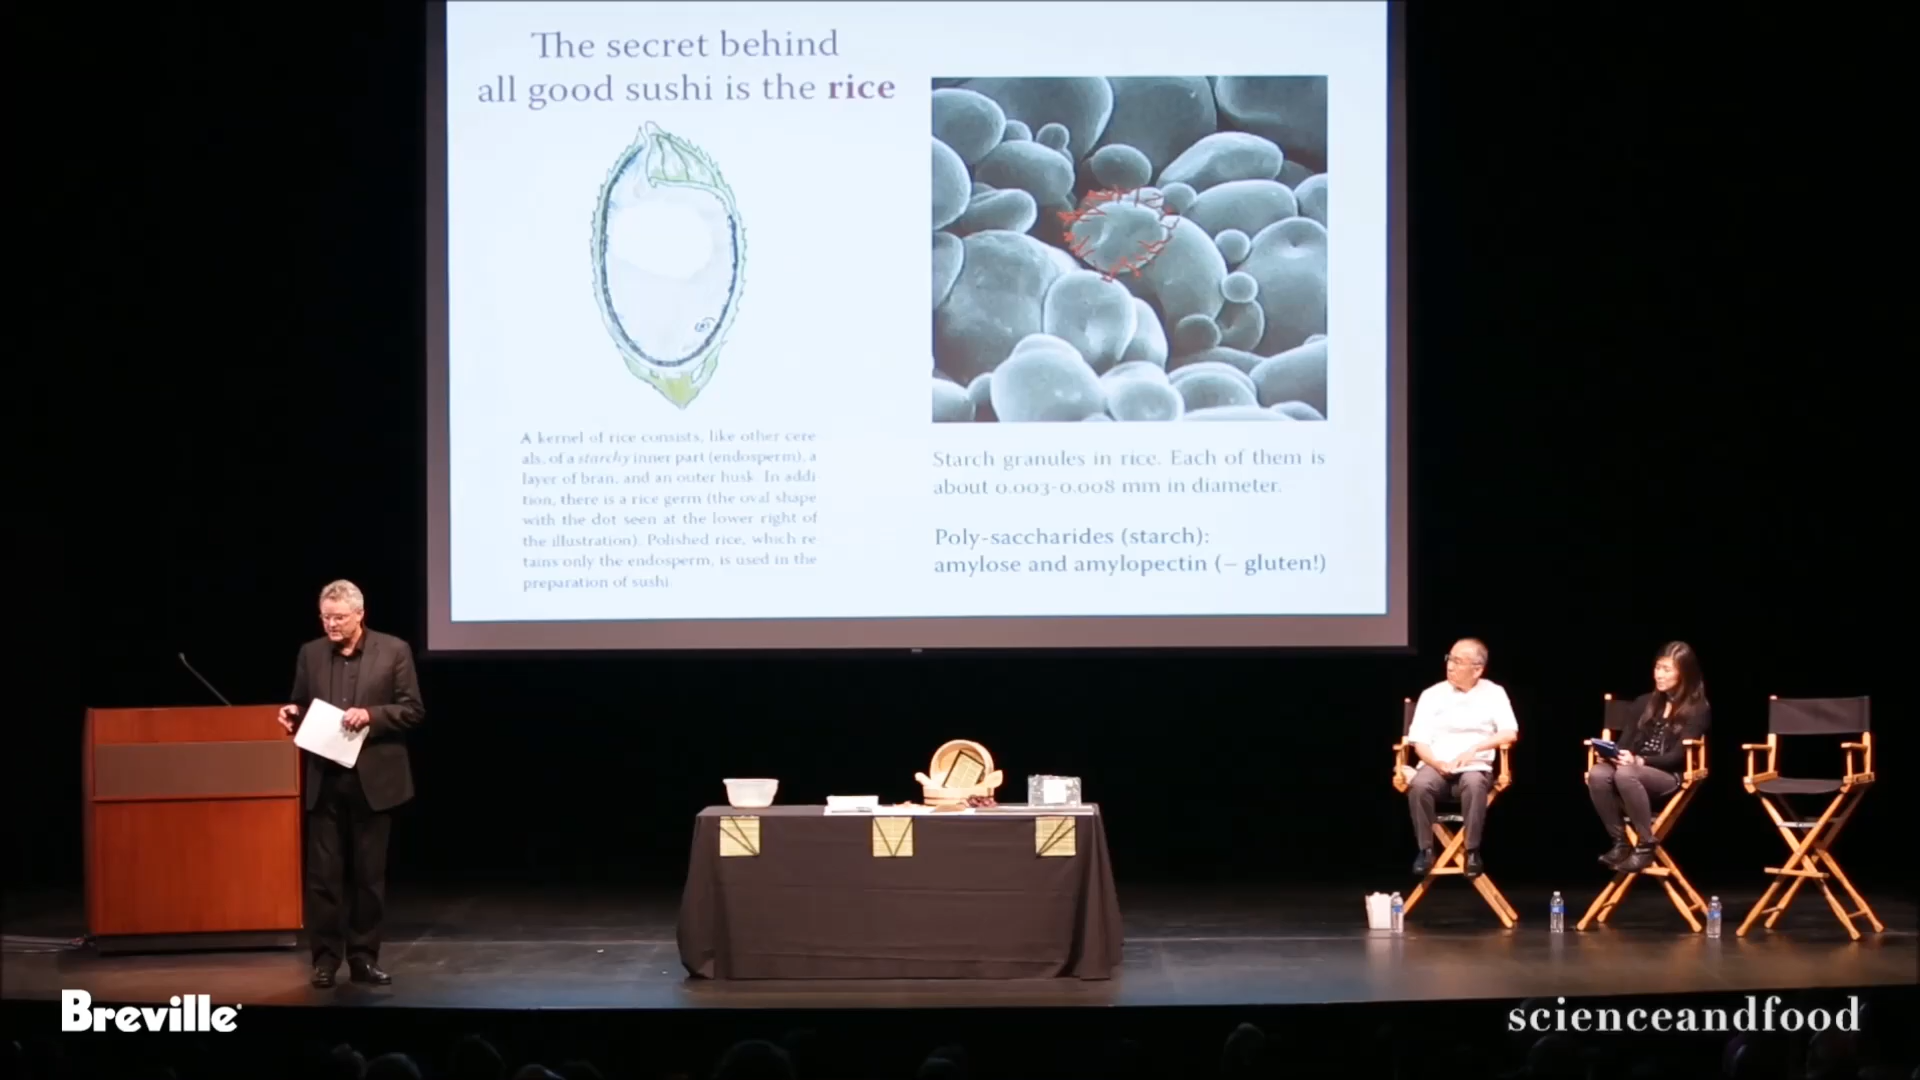 The secret behind
all good sushi is the rice
A kernel of rice consists, like other cere-
als, of a starchy inner part (endosperm), a
layer of bran, and an outer husk. In addi-
tion, there is a rice germ (the oval shape
with the dot seen at the lower right of
the illustration). Polished rice, which re-
tains only the endosperm, is used in the
preparation of sushi.
Starch granules in rice. Each of them is
about 0.003-0.008 mm in diameter.
Poly-saccharides (starch):
amylose and amylopectin (– gluten!)
Breville
scienceandfood